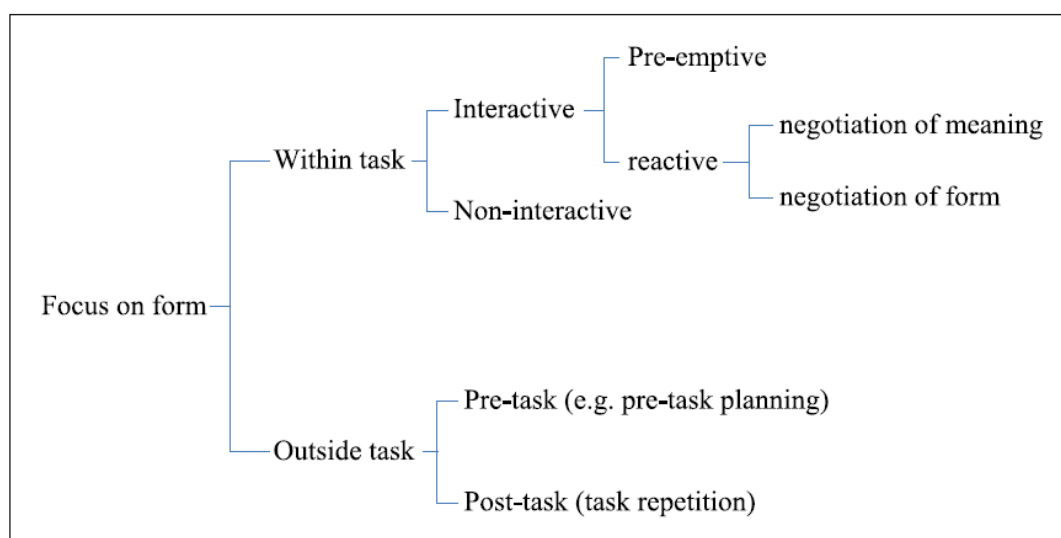 Pre-emptive
Interactive
negotiation of meaning
Within task
reactive
negotiation of form
Non-interactive
Focus on form
Pre-task (e.g. pre-task planning)
Outside task
Post-task (task repetition)